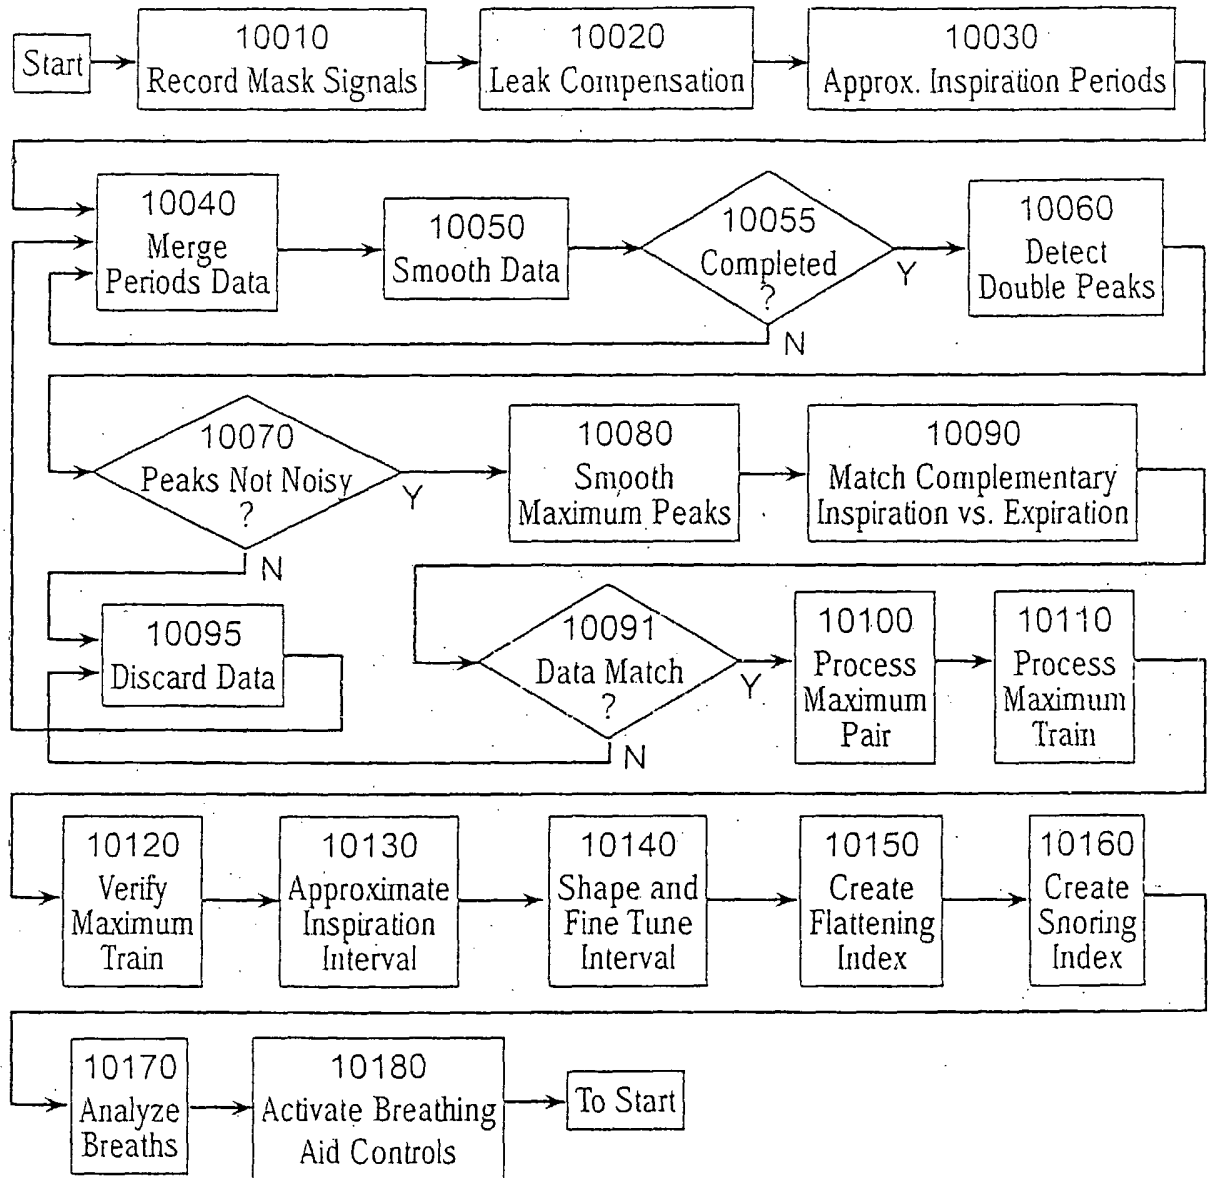 Start
10010
Record Mask Signals
10020
Leak Compensation
10030
Approx. Inspiration Periods
10040
Merge
Periods Data
10050
Smooth Data
10055
Completed
?
Y
N
10060
Detect
Double Peaks
10070
Peaks Not Noisy
?
Y
N
10080
Smooth
Maximum Peaks
10090
Match Complementary
Inspiration vs. Expiration
10095
Discard Data
10091
Data Match
?
Y
N
10100
Process
Maximum
Pair
10110
Process
Maximum
Train
10120
Verify
Maximum
Train
10130
Approximate
Inspiration
Interval
10140
Shape and
Fine Tune
Interval
10150
Create
Flattening
Index
10160
Create
Snoring
Index
10170
Analyze
Breaths
10180
Activate Breathing
Aid Controls
To Start